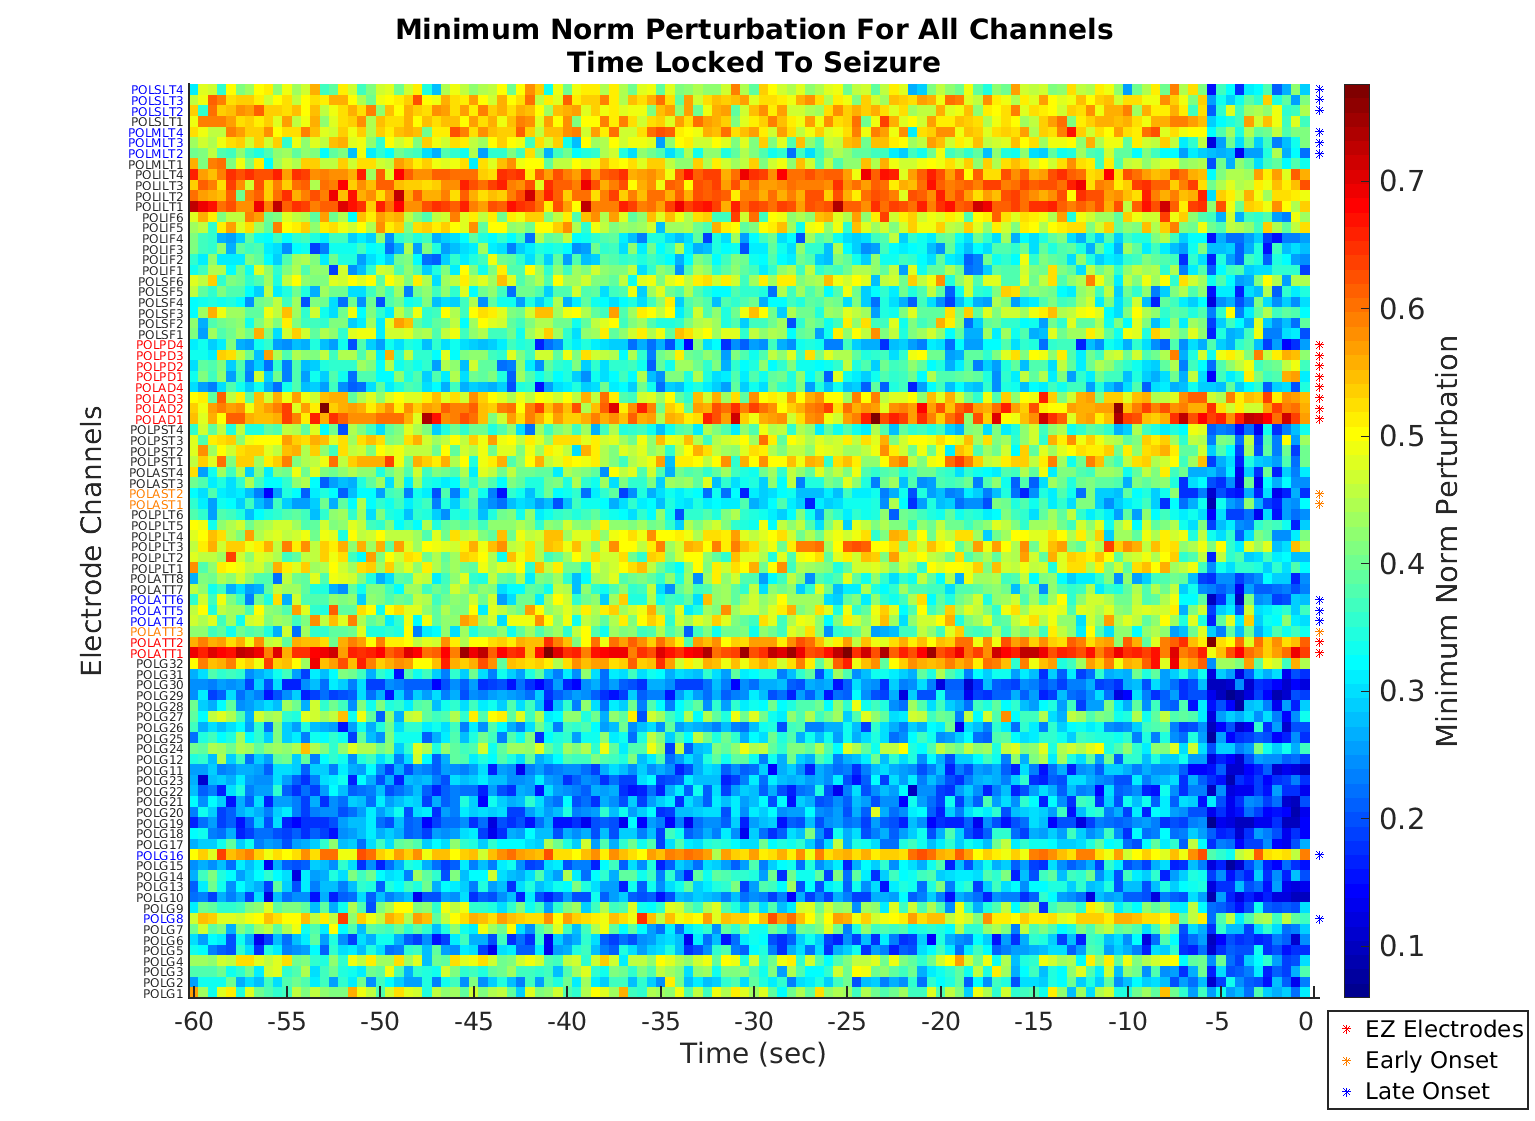 Minimum Norm Perturbation For All Channels
Time Locked To Seizure
Electrode Channels
POLSLT4
POLSLT3
POLSLT2
POLSLT1
POLMLT4
POLMLT3
POLMLT2
POLMLT1
POLILT4
POLILT3
POLILT2
POLILT1
POLIF6
POLIF5
POLIF4
POLIF3
POLIF2
POLIF1
POLSF6
POLSF5
POLSF4
POLSF3
POLSF2
POLSF1
POLPD4
POLPD3
POLPD2
POLPD1
POLAD4
POLAD3
POLAD2
POLAD1
POLPST4
POLPST3
POLPST2
POLPST1
POLAST4
POLAST3
POLAST2
POLAST1
POLPLT6
POLPLT5
POLPLT4
POLPLT3
POLPLT2
POLPLT1
POLATT8
POLATT7
POLATT6
POLATT5
POLATT4
POLATT3
POLATT2
POLATT1
POLG32
POLG31
POLG30
POLG29
POLG28
POLG27
POLG26
POLG25
POLG24
POLG12
POLG11
POLG23
POLG22
POLG21
POLG20
POLG19
POLG18
POLG17
POLG16
POLG15
POLG14
POLG13
POLG10
POLG9
POLG8
POLG7
POLG6
POLG5
POLG4
POLG3
POLG2
POLG1
-60 -55 -50 -45 -40 -35 -30 -25 -20 -15 -10 -5 0
Time (sec)
0.7
0.6
0.5
0.4
0.3
0.2
0.1
Minimum Norm Perturbation
EZ Electrodes
Early Onset
Late Onset